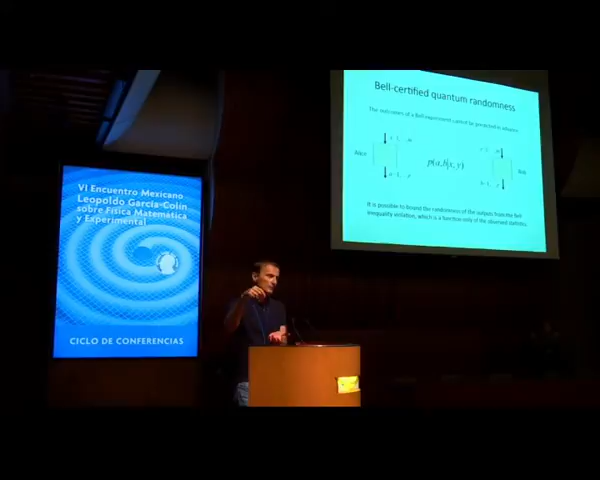 VI Encuentro Mexicano
Leopoldo García-Colín
sobre Física Matemática
y Experimental
CICLO DE CONFERENCIAS
Bell-certified quantum randomness
The outcomes of a Bell experiment cannot be predicted in advance.
Alice
p(a,b|x,y)
Bob
It is possible to bound the randomness of the outputs from the Bell
inequality violation, which is a function only of the observed statistics.